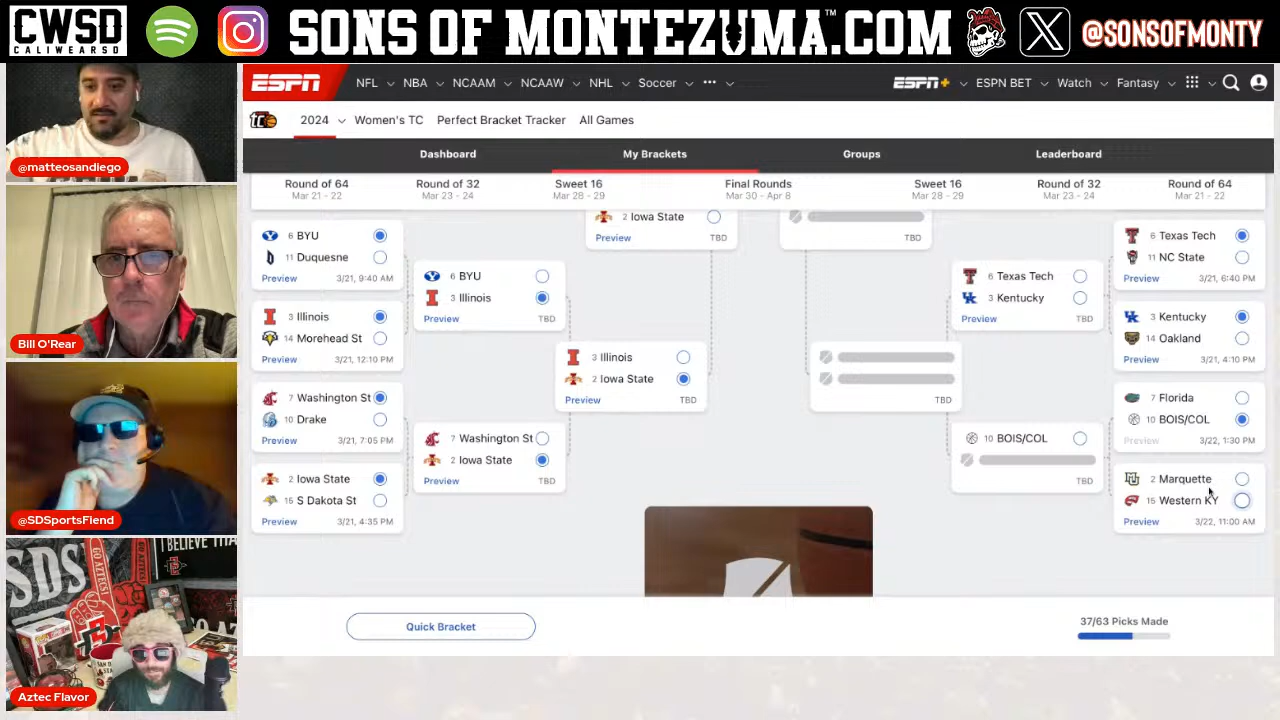 CWSD
CALIWEARSD
SONS OF MONTEZUMA.COM™
@SONSOFMONTY
@matteosandiego
Bill O'Rear
@SDSportsFiend
SDS
GO AZTECS!
I BELIEVE THA
Aztec Flavor
ESPN
NFL
NBA
NCAAM
NCAAW
NHL
Soccer
ESPN+
ESPN BET
Watch
Fantasy
tc
2024
Women's TC
Perfect Bracket Tracker
All Games
Dashboard
My Brackets
Groups
Leaderboard
Round of 64
Mar 21 - 22
Round of 32
Mar 23 - 24
Sweet 16
Mar 28 - 29
Final Rounds
Mar 30 - Apr 8
Sweet 16
Mar 28 - 29
Round of 32
Mar 23 - 24
Round of 64
Mar 21 - 22
6 BYU
11 Duquesne
Preview 3/21, 9:40 AM
3 Illinois
14 Morehead St
Preview 3/21, 12:10 PM
7 Washington St
10 Drake
Preview 3/21, 7:05 PM
2 Iowa State
15 S Dakota St
Preview 3/21, 4:35 PM
6 BYU
3 Illinois
Preview TBD
7 Washington St
2 Iowa State
Preview TBD
2 Iowa State
Preview TBD
3 Illinois
2 Iowa State
Preview TBD
TBD
TBD
6 Texas Tech
3 Kentucky
Preview TBD
10 BOIS/COL
TBD
6 Texas Tech
11 NC State
Preview 3/21, 6:40 PM
3 Kentucky
14 Oakland
Preview 3/21, 4:10 PM
7 Florida
10 BOIS/COL
Preview 3/22, 1:30 PM
2 Marquette
15 Western KY
Preview 3/22, 11:00 AM
Quick Bracket
37/63 Picks Made